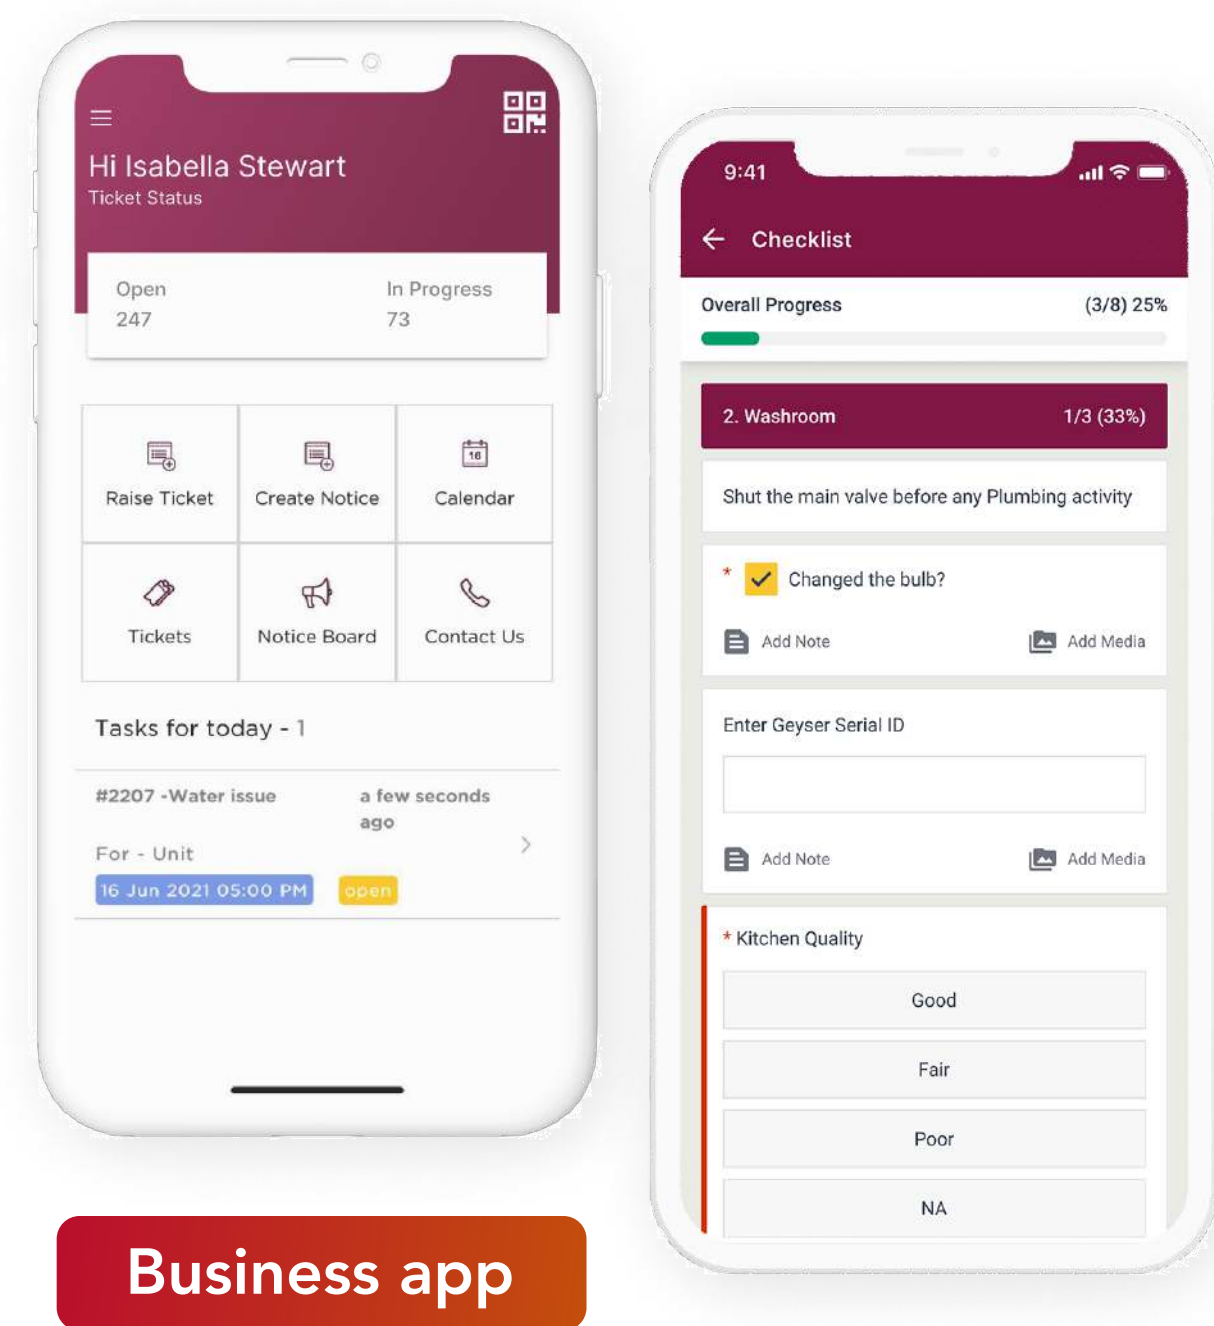 Hi Isabella Stewart
Ticket Status
Open
247
In Progress
73
Raise Ticket
Create Notice
16
Calendar
Tickets
Notice Board
Contact Us
Tasks for today - 1
#2207 -Water issue
a few seconds
ago
For - Unit
16 Jun 2021 05:00 PM
open
Business app
9:41
Checklist
Overall Progress
(3/8) 25%
2. Washroom
1/3 (33%)
Shut the main valve before any Plumbing activity
* Changed the bulb?
Add Note
Add Media
Enter Geyser Serial ID
Add Note
Add Media
* Kitchen Quality
Good
Fair
Poor
NA